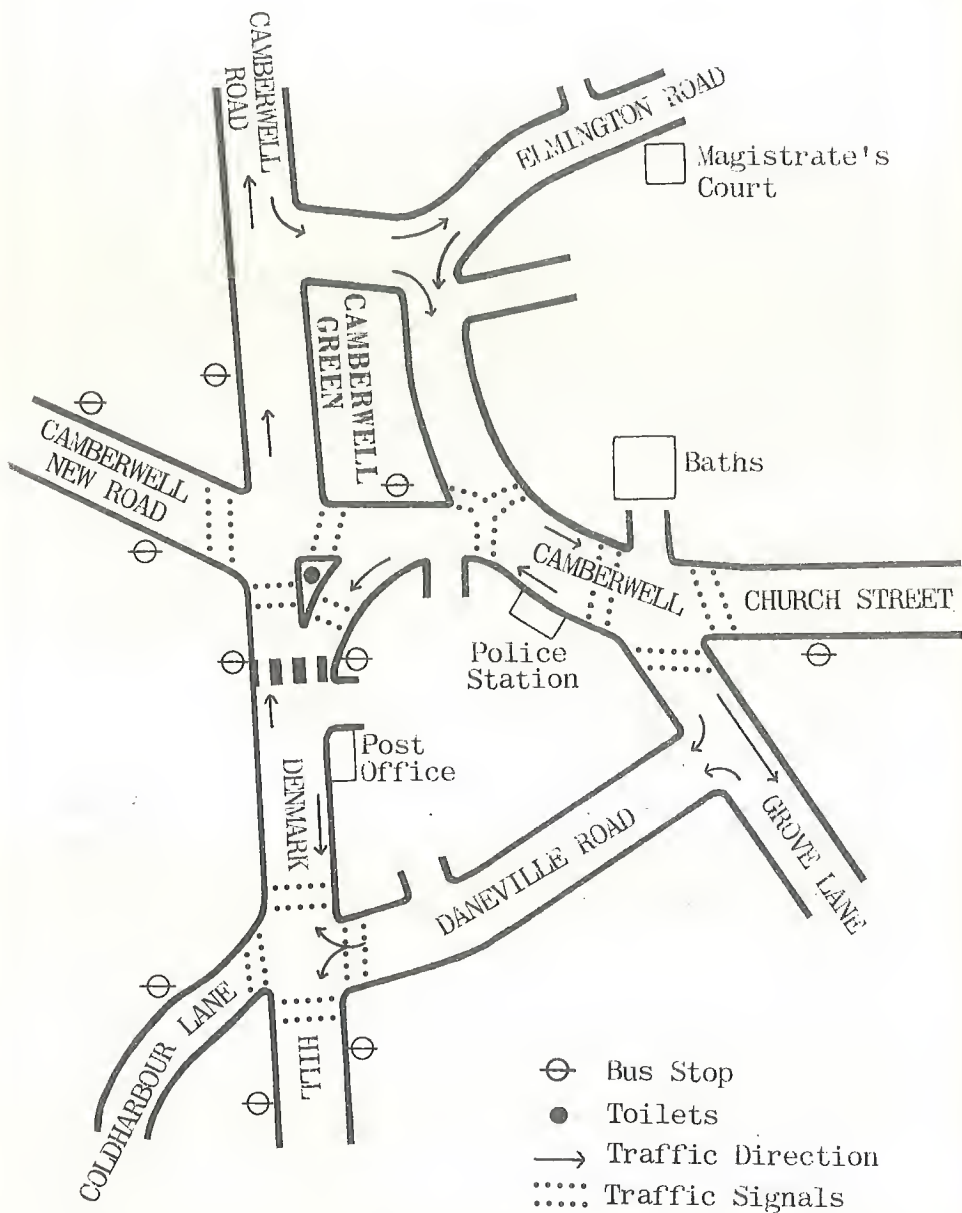 CAMBERWELL
ROAD
ELMINGTON ROAD
Magistrate's
Court
CAMBERWELL
GREEN
CAMBERWELL
NEW ROAD
Baths
CAMBERWELL
CHURCH STREET
Police
Station
Post
Office
DENMARK
GROVE LANE
DANEVILLE ROAD
COLDHARBOUR LANE
HILL
Bus Stop
Toilets
Traffic Direction
Traffic Signals